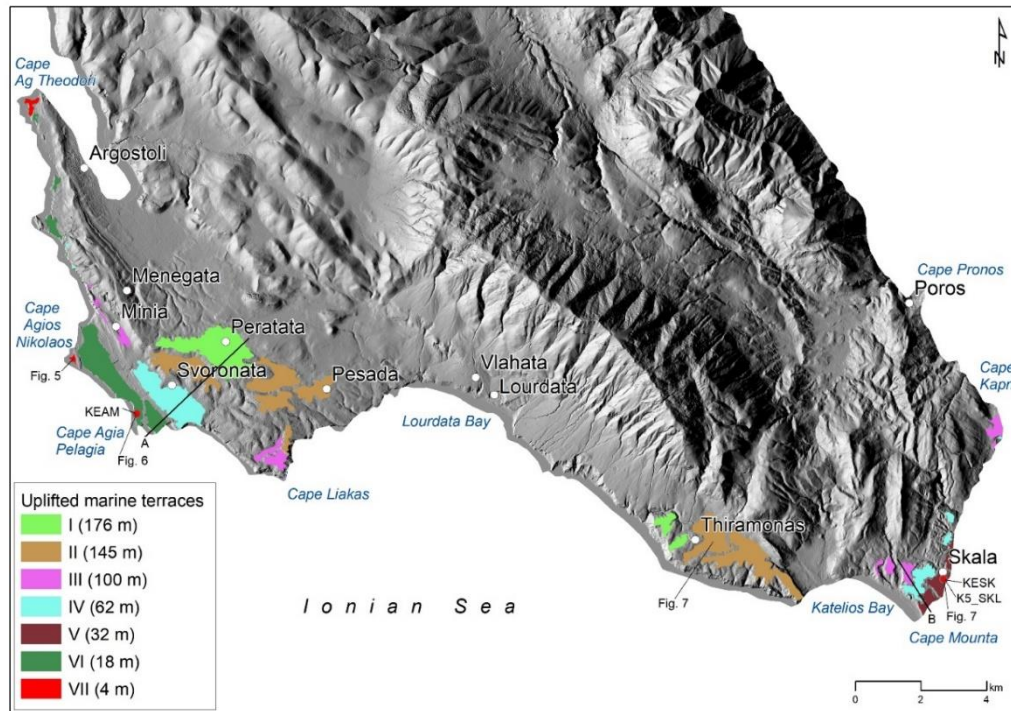 Cape
Ag Theodori
Argostoli
N
Menegata
Minia
Cape
Agios
Nikolaos
Fig. 5
Peratata
Svoronata
Pesada
KEAM
Cape Agia
Pelagia
A
Fig. 6
Cape Liakas
Vlahata
Lourdata
Lourdata Bay
Cape Pronos
Poros
Cape
Kapr
Thiramonas
Fig. 7
Skala
KESK
K5_SKL
Fig. 7
B
Katelios Bay
Cape Mounta
Ionian Sea
Uplifted marine terraces
I (176 m)
II (145 m)
III (100 m)
IV (62 m)
V (32 m)
VI (18 m)
VII (4 m)
0 2 4
km